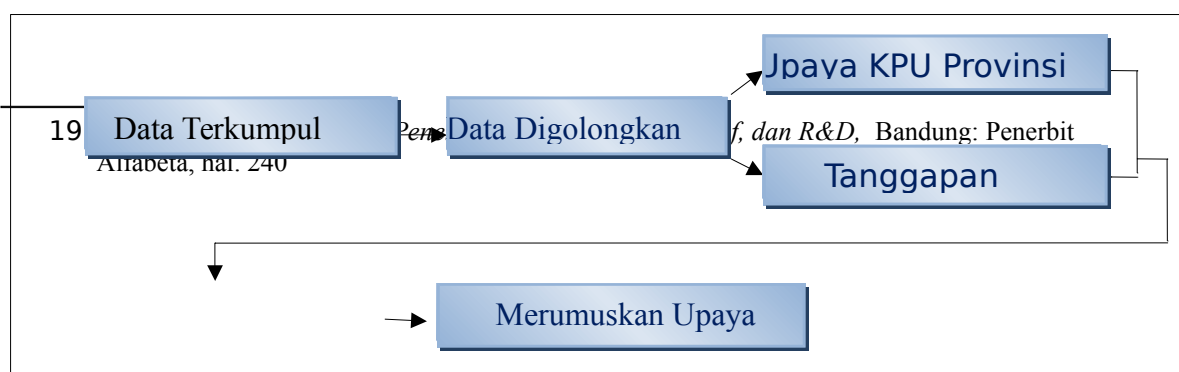 Upaya KPU Provinsi
19 Data Terkumpul Data Digolongkan f, dan R&D, Bandung: Penerbit
Alfabeta, hal. 240
Tanggapan
Merumuskan Upaya